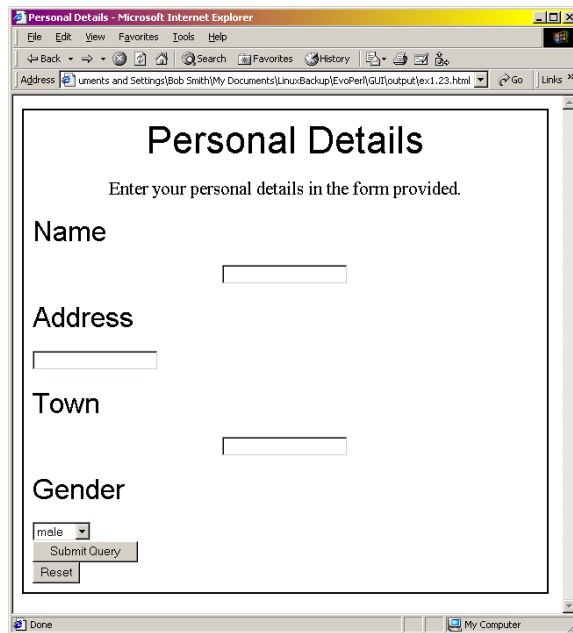 Personal Details - Microsoft Internet Explorer
File Edit View Favorites Tools Help
Back Search Favorites History
Address uments and Settings\Bob Smith\My Documents\LinuxBackup\EvoPerl\GUI\output\ex1.23.html Go Links »
Personal Details
Enter your personal details in the form provided.
Name
Address
Town
Gender
male
Submit Query
Reset
Done My Computer